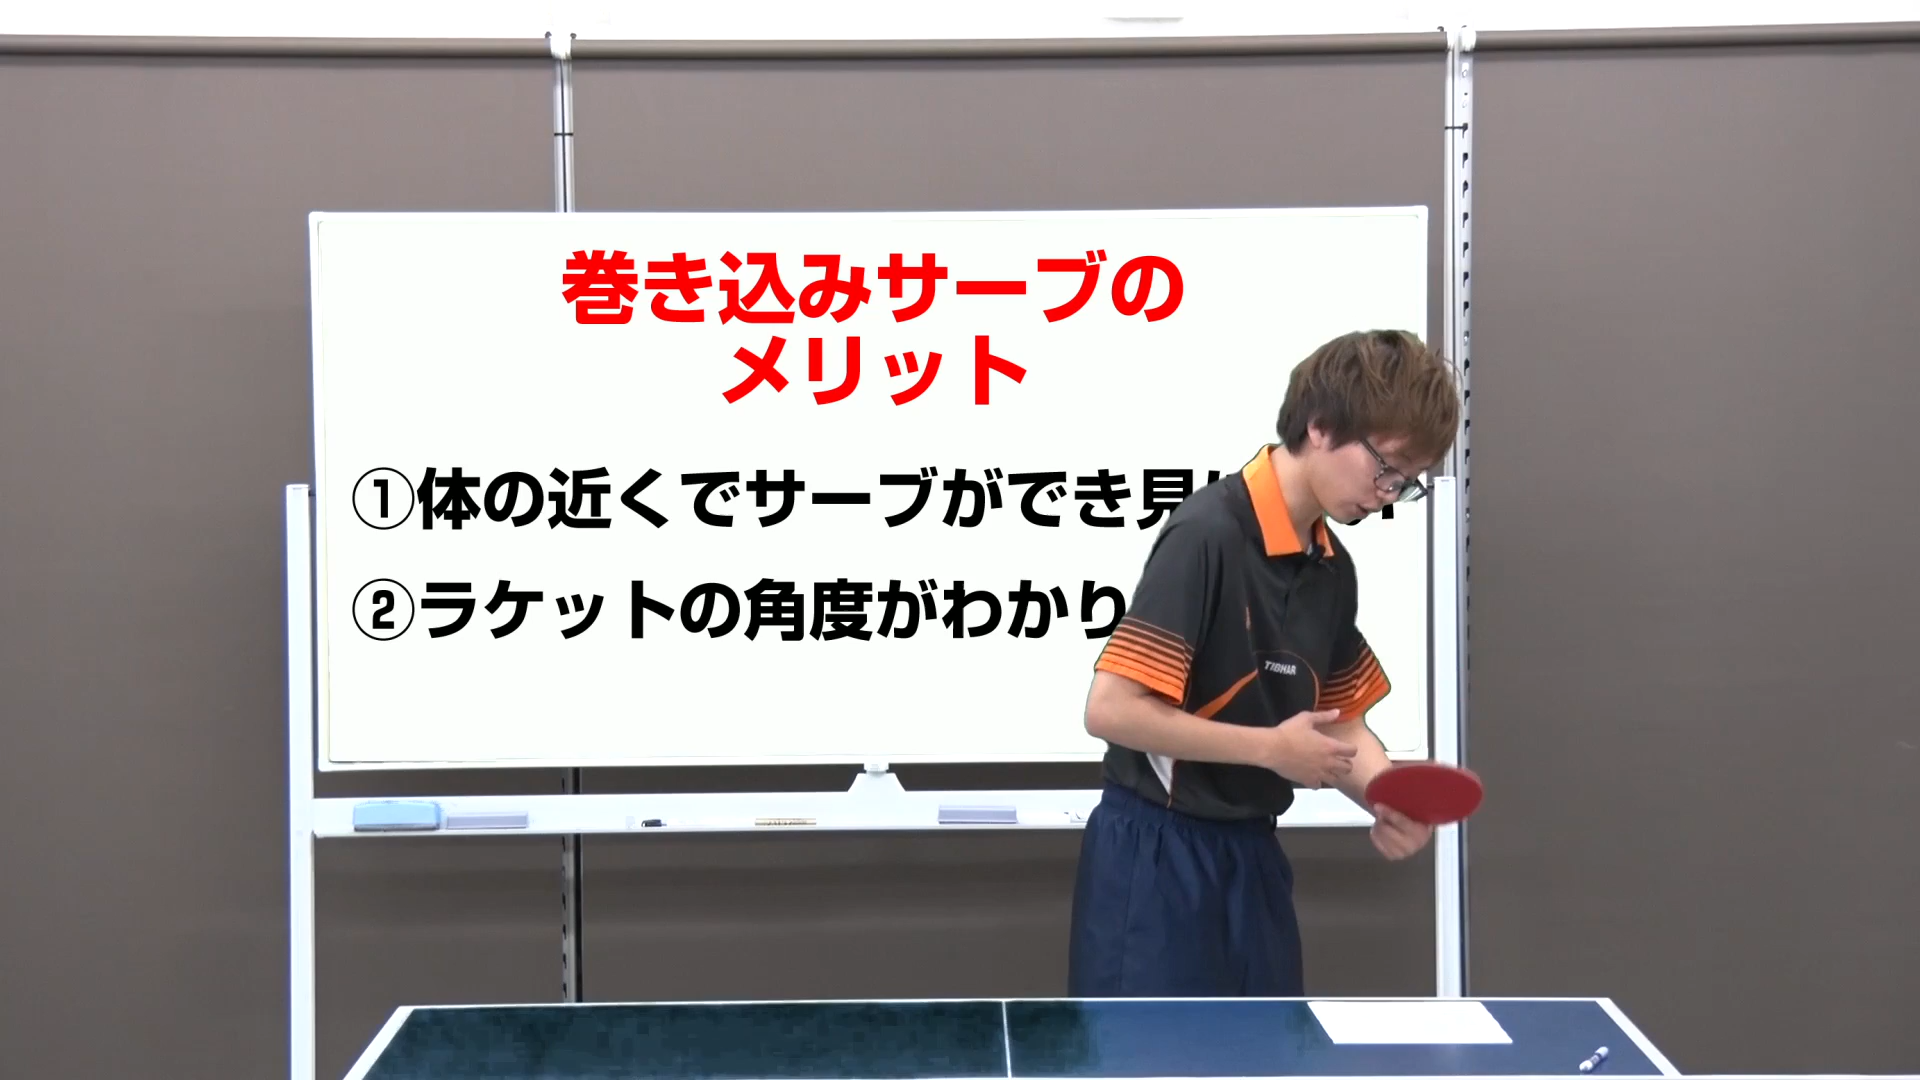 巻き込みサーブの
メリット
①体の近くでサーブができ見
②ラケットの角度がわかり
TIBHAR